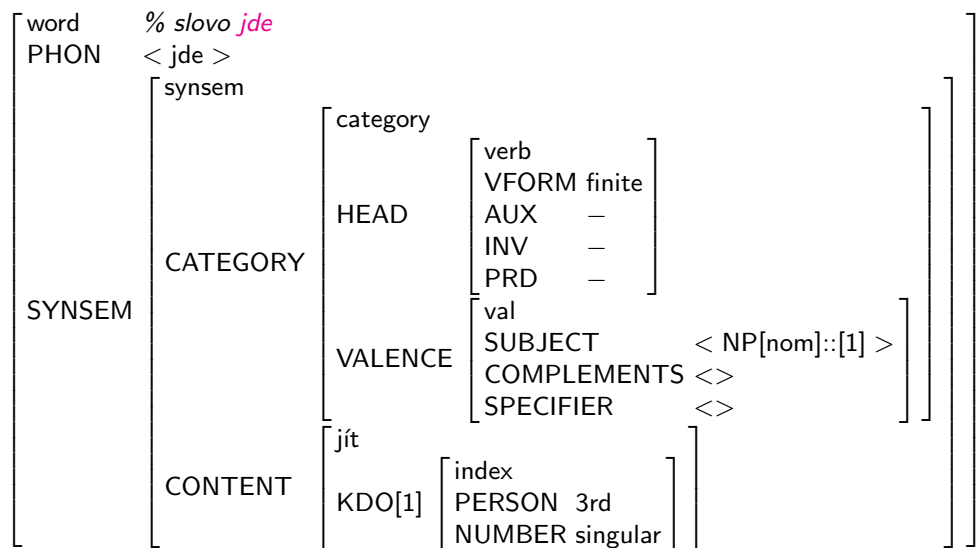 word % slovo jde
PHON < jde >
synsem
category
verb
VFORM finite
HEAD AUX −
INV −
CATEGORY PRD −
SYNSEM val
SUBJECT < NP[nom]::[1] >
VALENCE COMPLEMENTS <>
SPECIFIER <>
jít
index
CONTENT KDO[1] PERSON 3rd
NUMBER singular